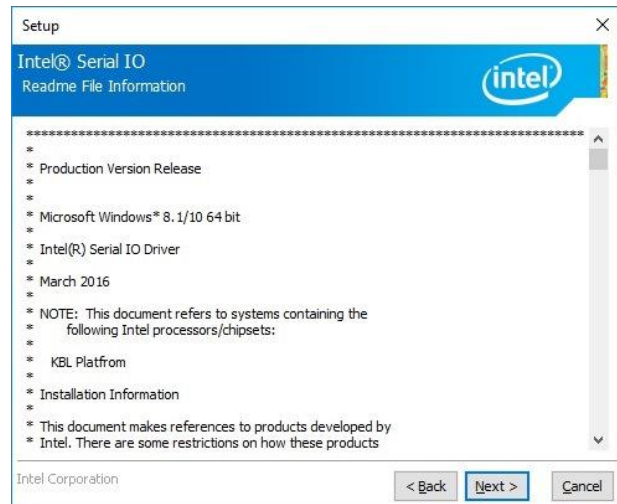 Setup
Intel® Serial IO
Readme File Information
intel
*******************************************************************************
*
* Production Version Release
*
*
* Microsoft Windows* 8.1/10 64 bit
*
* Intel(R) Serial IO Driver
*
* March 2016
*
* NOTE: This document refers to systems containing the
* following Intel processors/chipsets:
*
* KBL Platfrom
*
* Installation Information
*
* This document makes references to products developed by
* Intel. There are some restrictions on how these products
Intel Corporation
< Back
Next >
Cancel